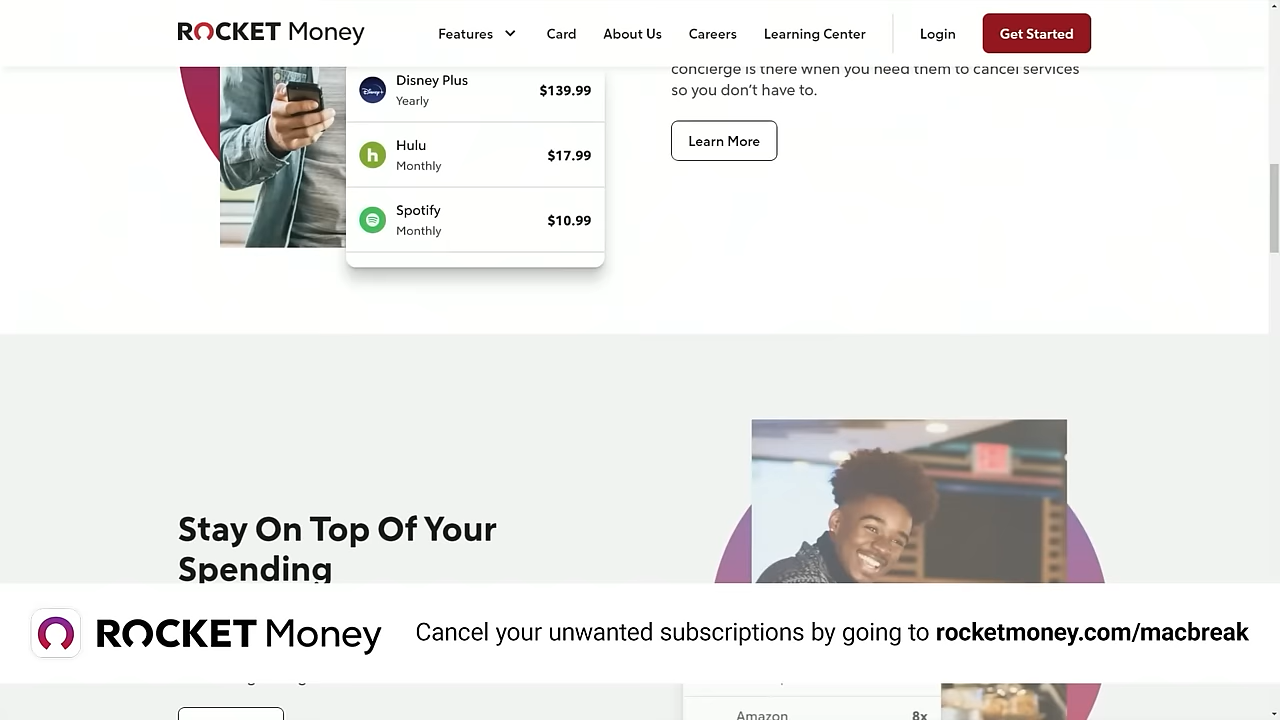 ROCKET Money
Features
Card
About Us
Careers
Learning Center
Login
Get Started
Disney Plus
Yearly
$139.99
Hulu
Monthly
$17.99
Spotify
Monthly
$10.99
concierge is there when you need them to cancel services
so you don’t have to.
Learn More
Stay On Top Of Your
Spending
ROCKET Money
Cancel your unwanted subscriptions by going to rocketmoney.com/macbreak
Amazon
8x